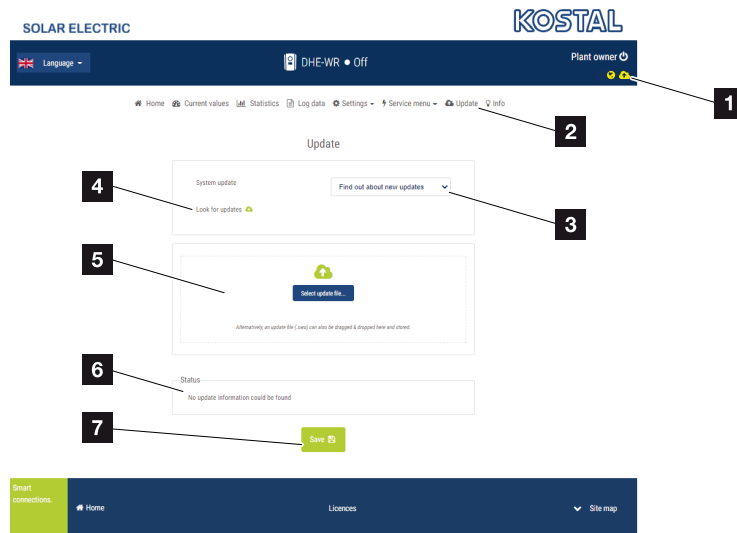 SOLAR ELECTRIC
KOSTAL
Language
DHE-WR ● Off
Plant owner
1
Home Current values Statistics Log data Settings Service menu Update Info
2
Update
4
System update
Find out about new updates
Look for updates
3
5
Select update file...
Alternatively, an update file (.swu) can also be dragged & dropped here and stored.
6
Status
No update information could be found
7
Save
Smart
connections.
Home
Licences
Site map